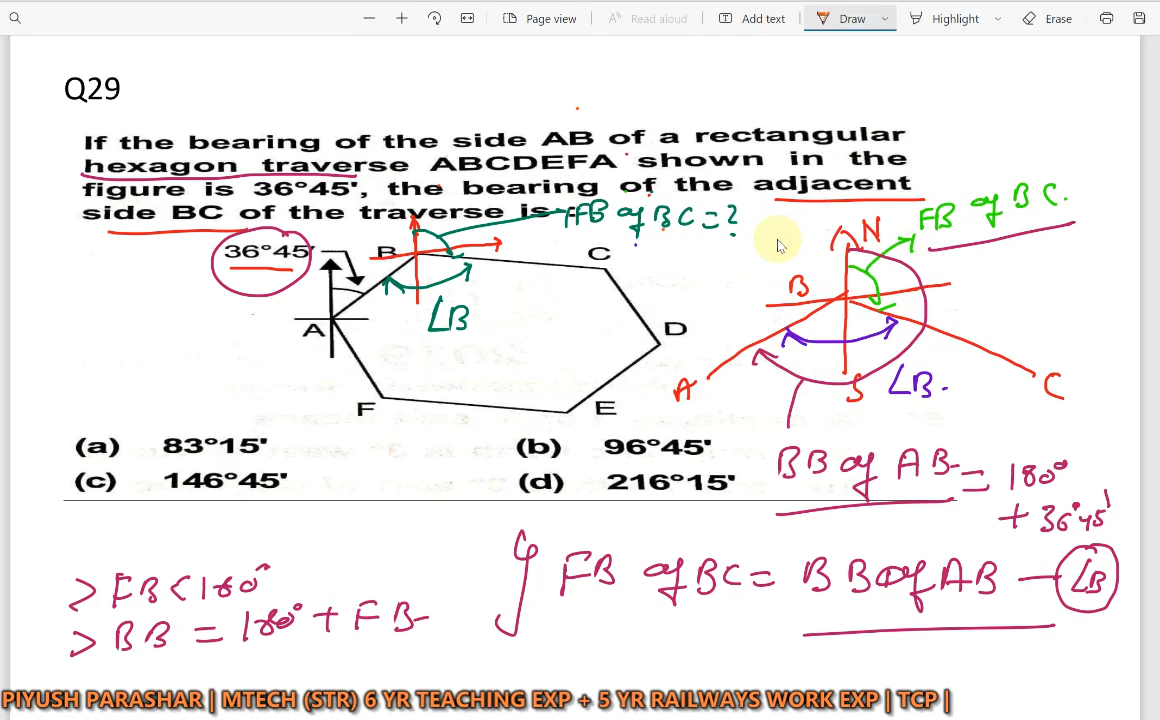 Page view
Read aloud
Add text
Draw
Highlight
Erase
Q29
If the bearing of the side AB of a rectangular
hexagon traverse ABCDEFA shown in the
figure is 36°45', the bearing of the adjacent
side BC of the traverse is
FB of BC = ?
FB of BC.
N
36°45'
B
C
B
A
∠B
D
A
S
∠B.
C
F
E
(a) 83°15'
(b) 96°45'
(c) 146°45'
(d) 216°15'
BB of AB = 180°
+ 36°45'
FB of BC = BB of AB - ∠B
> FB < 180°
> BB = 180° + FB
PIYUSH PARASHAR | MTECH (STR) 6 YR TEACHING EXP + 5 YR RAILWAYS WORK EXP | TCP |